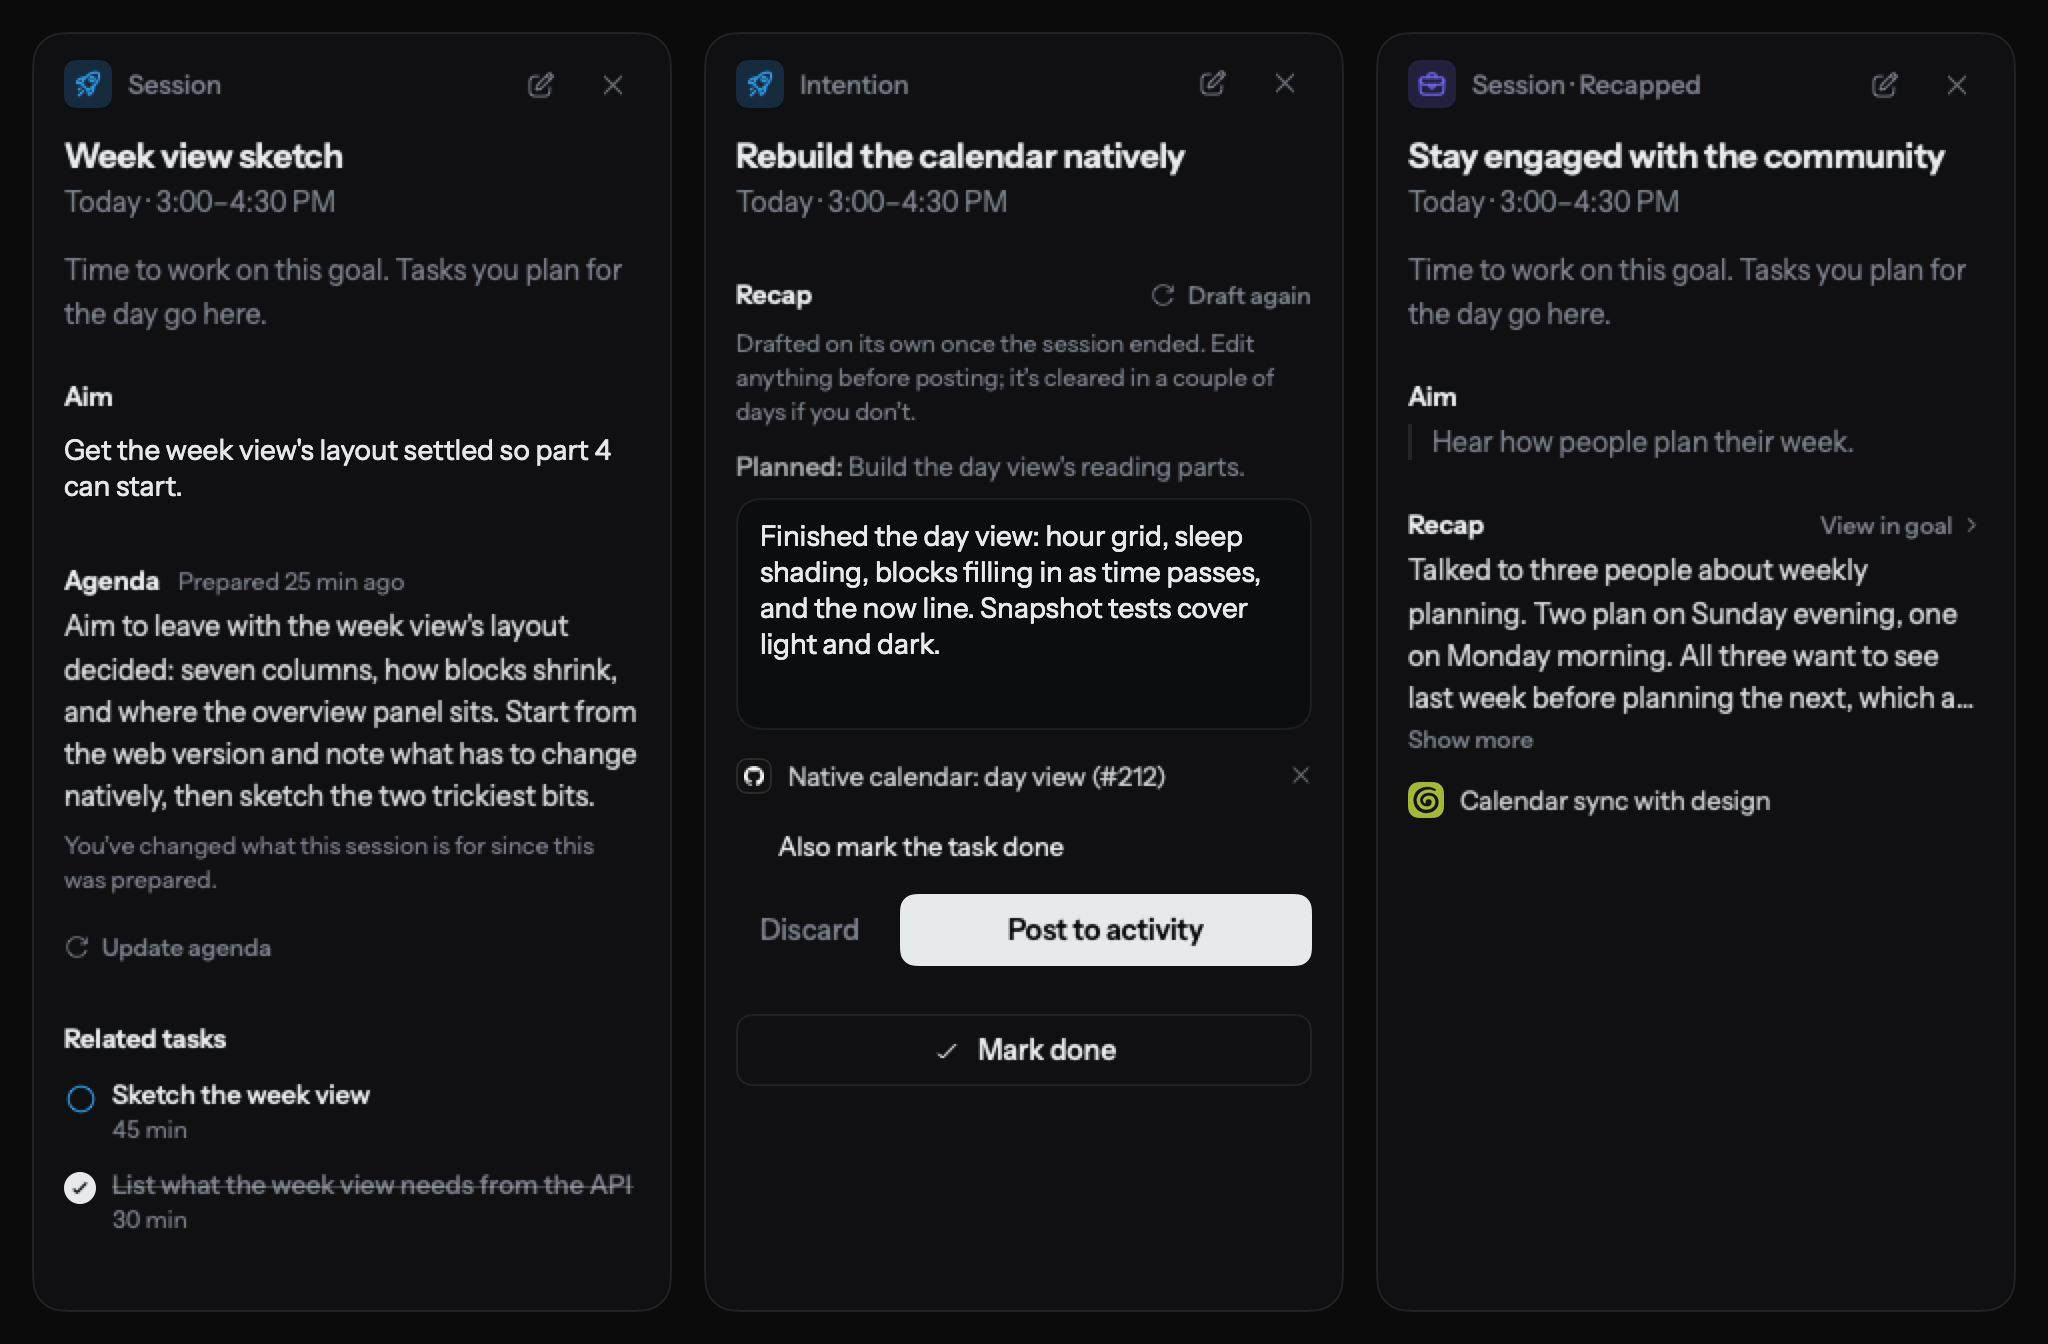 Session
Week view sketch
Today · 3:00–4:30 PM
Time to work on this goal. Tasks you plan for
the day go here.
Aim
Get the week view's layout settled so part 4
can start.
Agenda Prepared 25 min ago
Aim to leave with the week view's layout
decided: seven columns, how blocks shrink,
and where the overview panel sits. Start from
the web version and note what has to change
natively, then sketch the two trickiest bits.
You've changed what this session is for since this
was prepared.
Update agenda
Related tasks
Sketch the week view
45 min
List what the week view needs from the API
30 min
Intention
Rebuild the calendar natively
Today · 3:00–4:30 PM
Recap Draft again
Drafted on its own once the session ended. Edit
anything before posting; it's cleared in a couple of
days if you don't.
Planned: Build the day view's reading parts.
Finished the day view: hour grid, sleep
shading, blocks filling in as time passes,
and the now line. Snapshot tests cover
light and dark.
Native calendar: day view (#212)
Also mark the task done
Discard Post to activity
Mark done
Session · Recapped
Stay engaged with the community
Today · 3:00–4:30 PM
Time to work on this goal. Tasks you plan for
the day go here.
Aim
Hear how people plan their week.
Recap View in goal
Talked to three people about weekly
planning. Two plan on Sunday evening, one
on Monday morning. All three want to see
last week before planning the next, which a...
Show more
Calendar sync with design